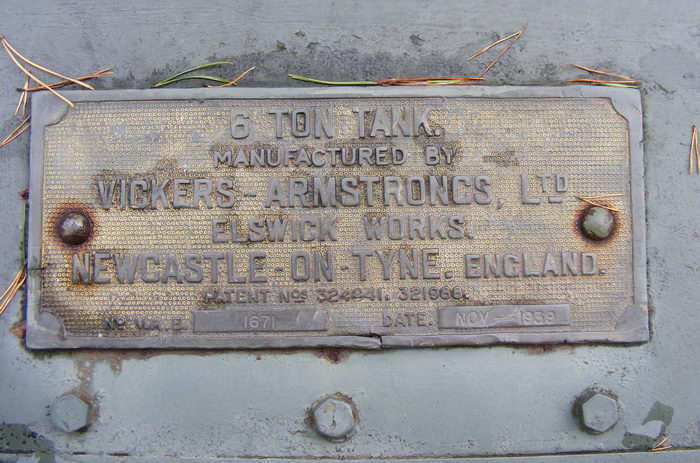 6 TON TANK.
MANUFACTURED BY
VICKERS-ARMSTRONGS, LTD
ELSWICK WORKS.
NEWCASTLE-ON-TYNE. ENGLAND.
PATENT NOS 324841. 321966.
NO V.A.E. 1671 DATE. NOV - 1939